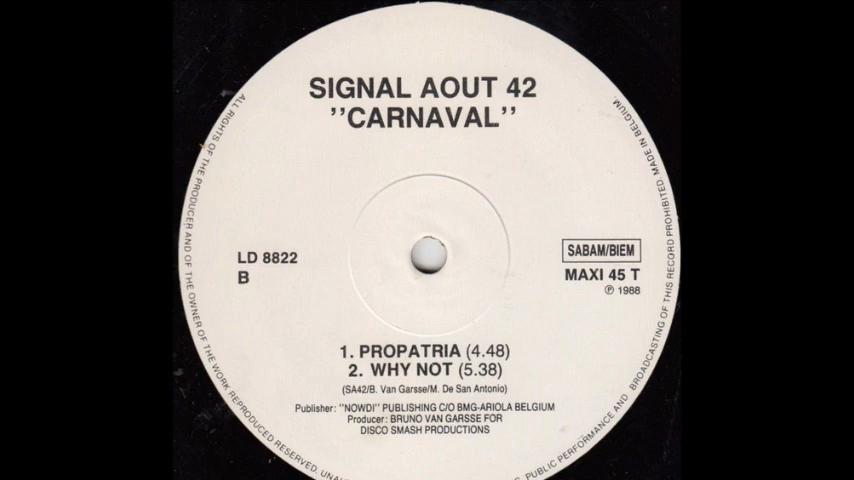 SIGNAL AOUT 42
"CARNAVAL"
LD 8822
B
SABAM/BIEM
MAXI 45 T
℗ 1988
1. PROPATRIA (4.48)
2. WHY NOT (5.38)
(SA42/B. Van Garsse/M. De San Antonio)
Publisher: "NOWDI" PUBLISHING C/O BMG-ARIOLA BELGIUM
Producer: BRUNO VAN GARSSE FOR
DISCO SMASH PRODUCTIONS
ALL RIGHTS OF THE PRODUCER AND OF THE OWNER OF THE WORK REPRODUCED RESERVED.
PUBLIC PERFORMANCE AND BROADCASTING OF THIS RECORD PROHIBITED. MADE IN BELGIUM.